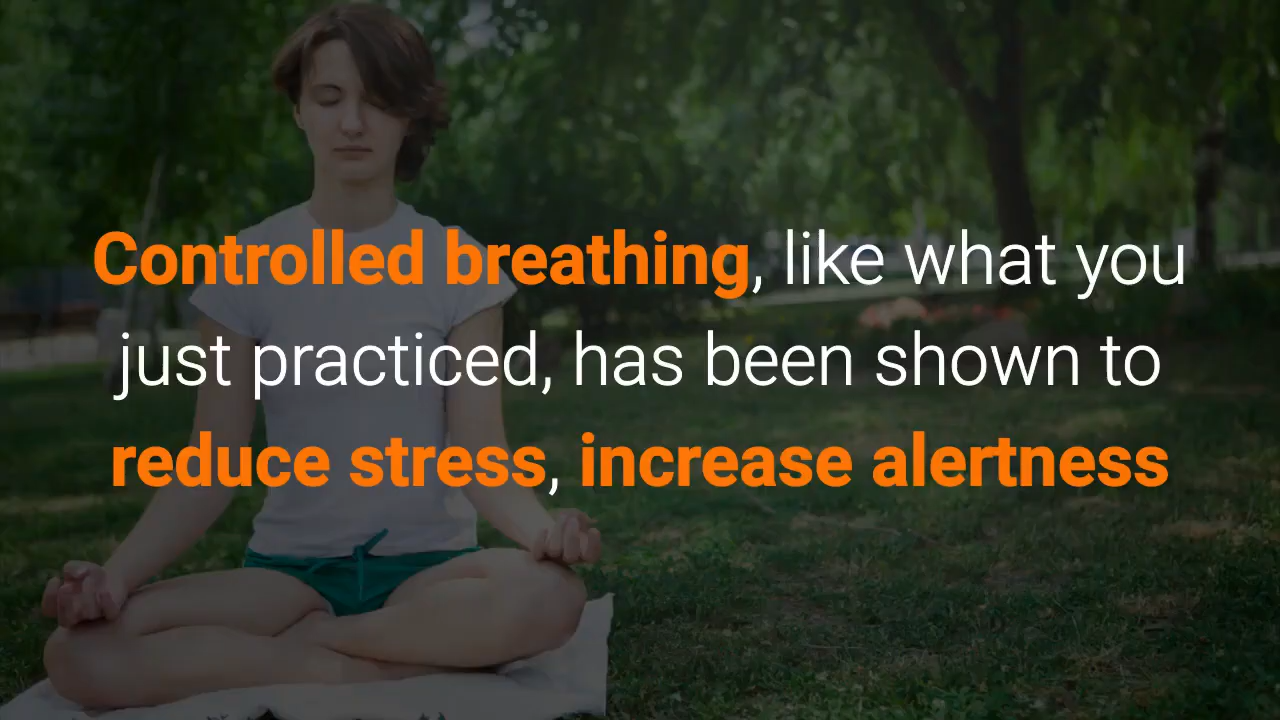 Controlled breathing, like what you
just practiced, has been shown to
reduce stress, increase alertness